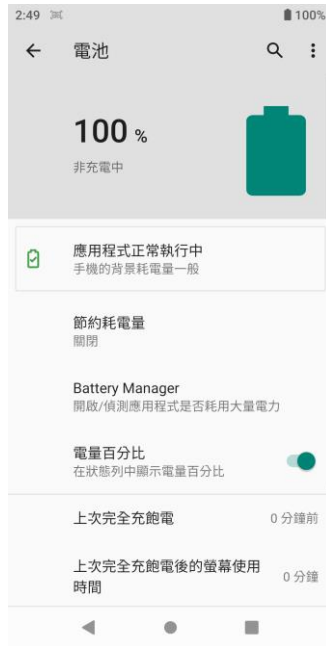 2:49
100%
電池
100 %
非充電中
應用程式正常執行中
手機的背景耗電量一般
節約耗電量
關閉
Battery Manager
開啟/偵測應用程式是否耗用大量電力
電量百分比
在狀態列中顯示電量百分比
上次完全充飽電
0 分鐘前
上次完全充飽電後的螢幕使用
時間
0 分鐘